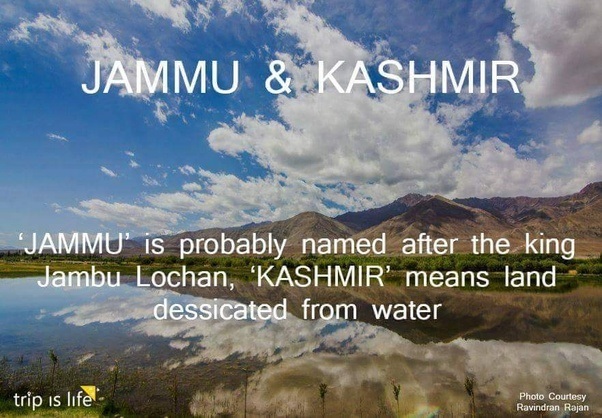 JAMMU & KASHMIR
‘JAMMU’ is probably named after the king
Jambu Lochan, ‘KASHMIR’ means land
dessicated from water
trip is life
Photo Courtesy
Ravindran Rajan